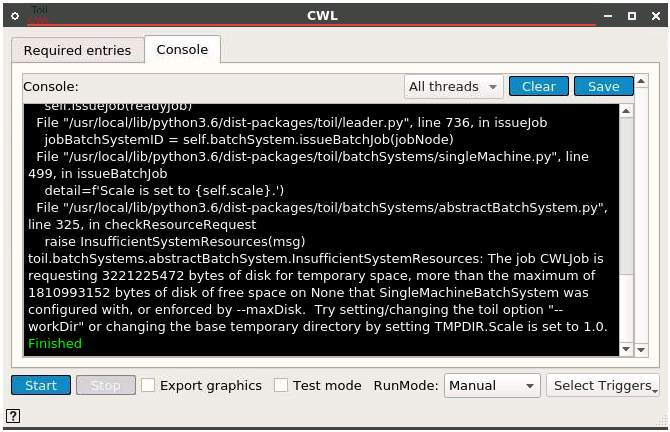 Toil
CWL
CWL
Required entries
Console
Console:
All threads
Clear
Save
self.issueJob(readyJob)
File "/usr/local/lib/python3.6/dist-packages/toil/leader.py", line 736, in issueJob
jobBatchSystemID = self.batchSystem.issueBatchJob(jobNode)
File "/usr/local/lib/python3.6/dist-packages/toil/batchSystems/singleMachine.py", line
499, in issueBatchJob
detail=f'Scale is set to {self.scale}.')
File "/usr/local/lib/python3.6/dist-packages/toil/batchSystems/abstractBatchSystem.py",
line 325, in checkResourceRequest
raise InsufficientSystemResources(msg)
toil.batchSystems.abstractBatchSystem.InsufficientSystemResources: The job CWLJob is
requesting 3221225472 bytes of disk for temporary space, more than the maximum of
1810993152 bytes of disk of free space on None that SingleMachineBatchSystem was
configured with, or enforced by --maxDisk.  Try setting/changing the toil option "--
workDir" or changing the base temporary directory by setting TMPDIR.Scale is set to 1.0.
Finished
Start
Stop
Export graphics
Test mode
RunMode:
Manual
Select Triggers
?